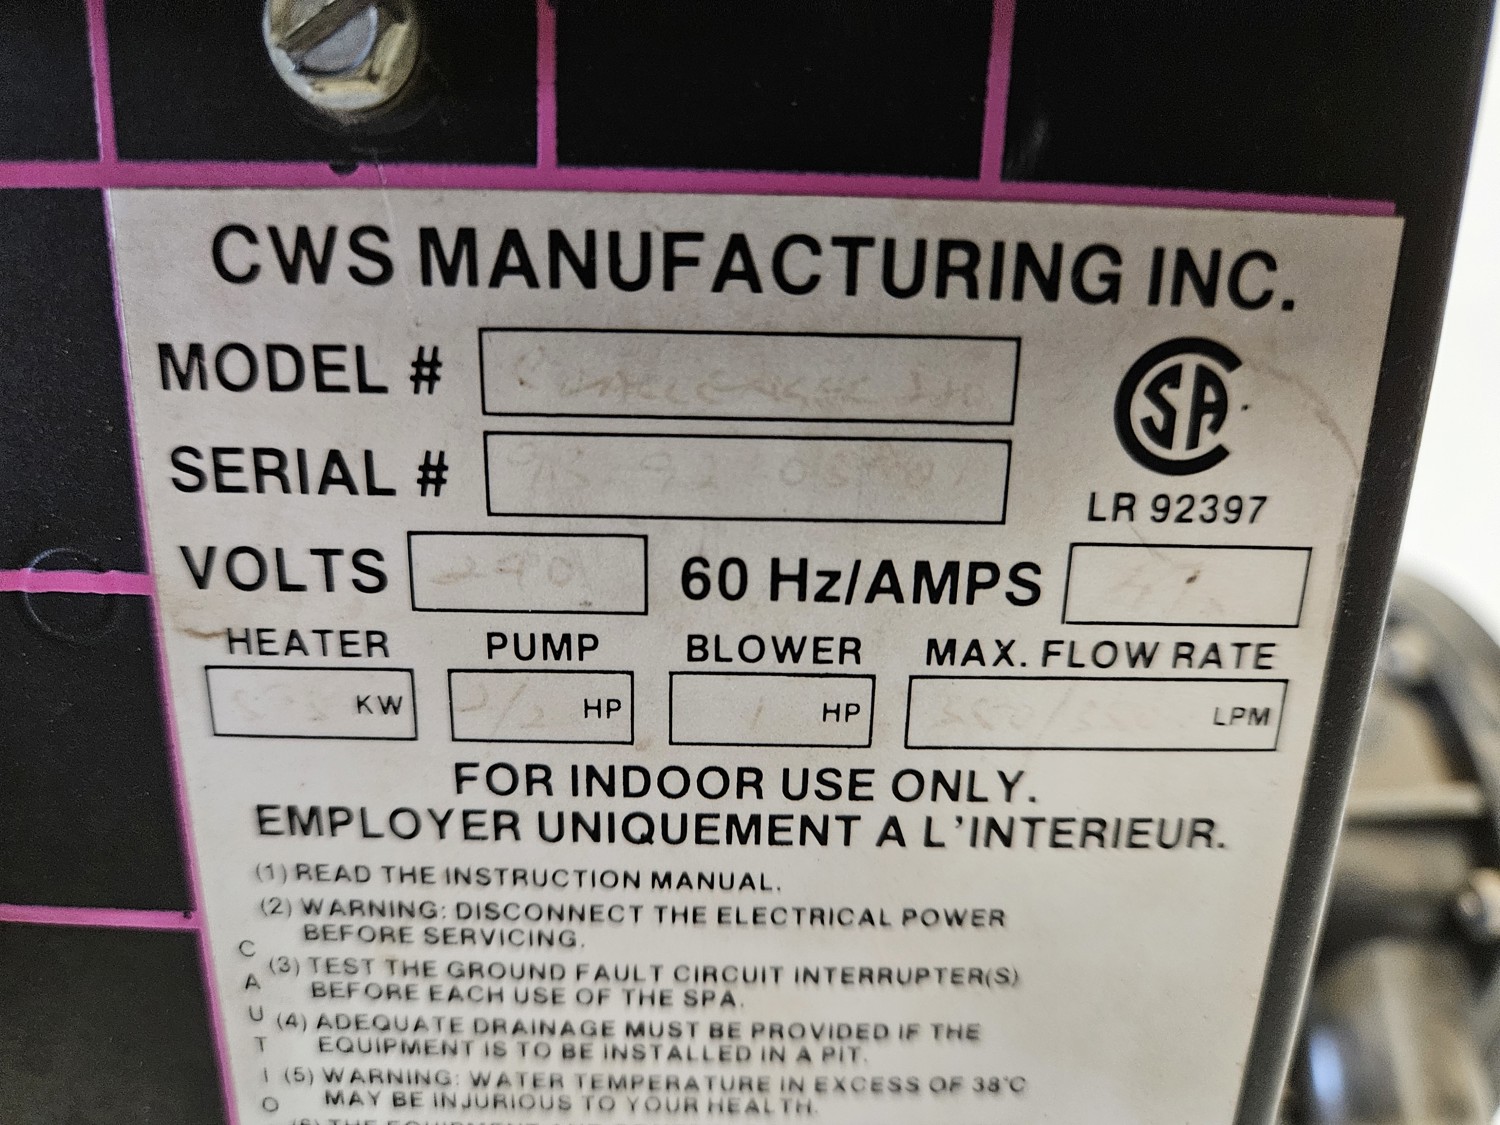 CWS MANUFACTURING INC.
MODEL #
SERIAL #
CSA
LR 92397
VOLTS 60 Hz/AMPS
HEATER PUMP BLOWER MAX. FLOW RATE
KW HP 1 HP LPM
FOR INDOOR USE ONLY.
EMPLOYER UNIQUEMENT A L'INTERIEUR.
(1) READ THE INSTRUCTION MANUAL.
(2) WARNING: DISCONNECT THE ELECTRICAL POWER
BEFORE SERVICING.
(3) TEST THE GROUND FAULT CIRCUIT INTERRUPTER(S)
BEFORE EACH USE OF THE SPA.
(4) ADEQUATE DRAINAGE MUST BE PROVIDED IF THE
EQUIPMENT IS TO BE INSTALLED IN A PIT.
(5) WARNING: WATER TEMPERATURE IN EXCESS OF 38°C
MAY BE INJURIOUS TO YOUR HEALTH.
C
A
U
T
I
O